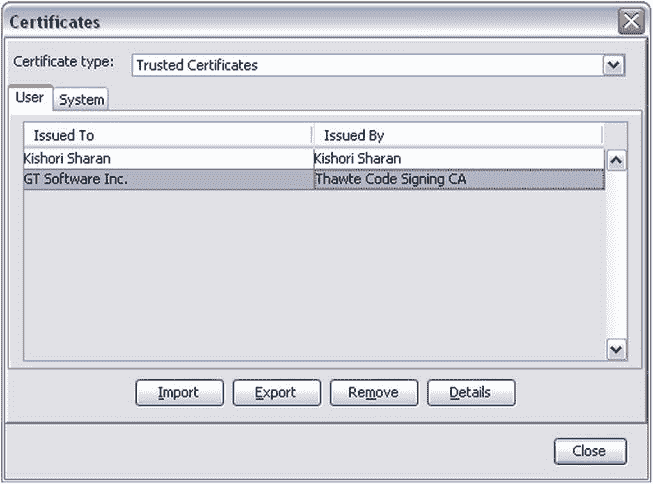 Certificates
Certificate type: Trusted Certificates
User System
Issued To Issued By
Kishori Sharan Kishori Sharan
GT Software Inc. Thawte Code Signing CA
Import Export Remove Details
Close